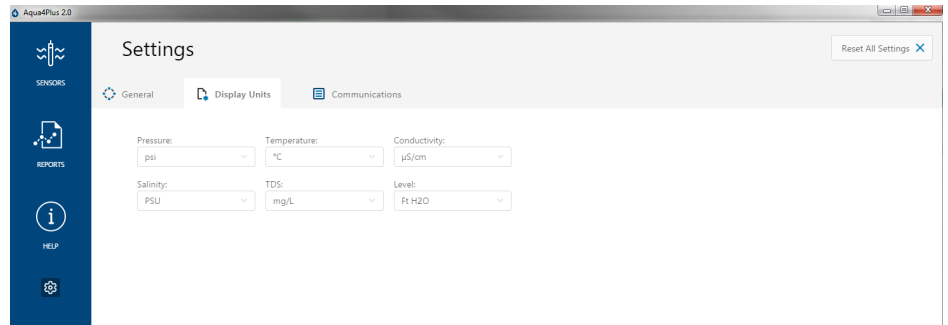 Aqua4Plus 2.0
SENSORS
REPORTS
HELP
Settings
Reset All Settings
General
Display Units
Communications
Pressure: Temperature: Conductivity:
psi °C µS/cm
Salinity: TDS: Level:
PSU mg/L Ft H2O